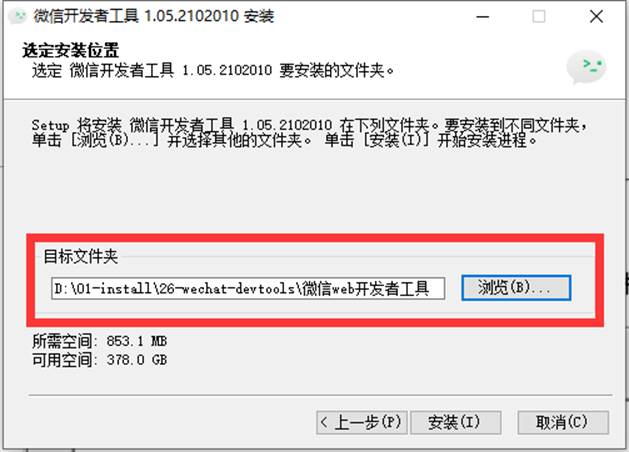 微信开发者工具 1.05.2102010 安装
选定安装位置
选定 微信开发者工具 1.05.2102010 要安装的文件夹。
Setup 将安装 微信开发者工具 1.05.2102010 在下列文件夹。要安装到不同文件夹，
单击 [浏览(B)...] 并选择其他的文件夹。 单击 [安装(I)] 开始安装进程。
目标文件夹
D:\01-install\26-wechat-devtools\微信web开发者工具
浏览(B)...
所需空间: 853.1 MB
可用空间: 378.0 GB
< 上一步(P)
安装(I)
取消(C)